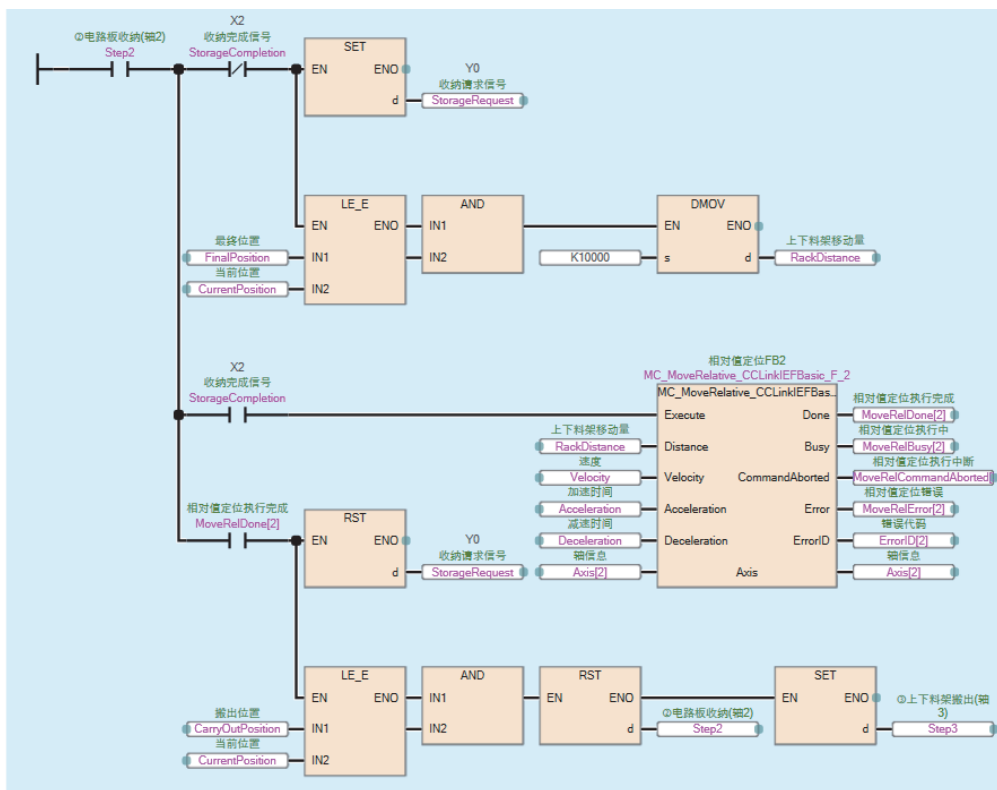 X2
②电路板收纳(轴2)
收纳完成信号
Step2
StorageCompletion
SET
EN
ENO
d
Y0
收纳请求信号
StorageRequest
LE_E
AND
DMOV
EN
ENO
IN1
EN
ENO
最终位置
FinalPosition
IN1
IN2
K10000
s
d
上下料架移动量
RackDistance
当前位置
CurrentPosition
IN2
X2
收纳完成信号
StorageCompletion
相对值定位FB2
MC_MoveRelative_CCLinkIEFBasic_F_2
MC_MoveRelative_CCLinkIEFBas..
Execute
Done
相对值定位执行完成
MoveRelDone[2]
上下料架移动量
RackDistance
Distance
Busy
相对值定位执行中
MoveRelBusy[2]
速度
Velocity
Velocity
CommandAborted
相对值定位执行中断
MoveRelCommandAborted[
加速时间
Acceleration
Acceleration
Error
相对值定位错误
MoveRelError[2]
减速时间
Deceleration
Deceleration
ErrorID
错误代码
ErrorID[2]
轴信息
Axis[2]
Axis
轴信息
Axis[2]
相对值定位执行完成
MoveRelDone[2]
RST
EN
ENO
d
Y0
收纳请求信号
StorageRequest
LE_E
AND
RST
SET
EN
ENO
IN1
EN
ENO
EN
ENO
搬出位置
CarryOutPosition
IN1
IN2
d
②电路板收纳(轴2)
Step2
d
③上下料架搬出(轴
3)
Step3
当前位置
CurrentPosition
IN2